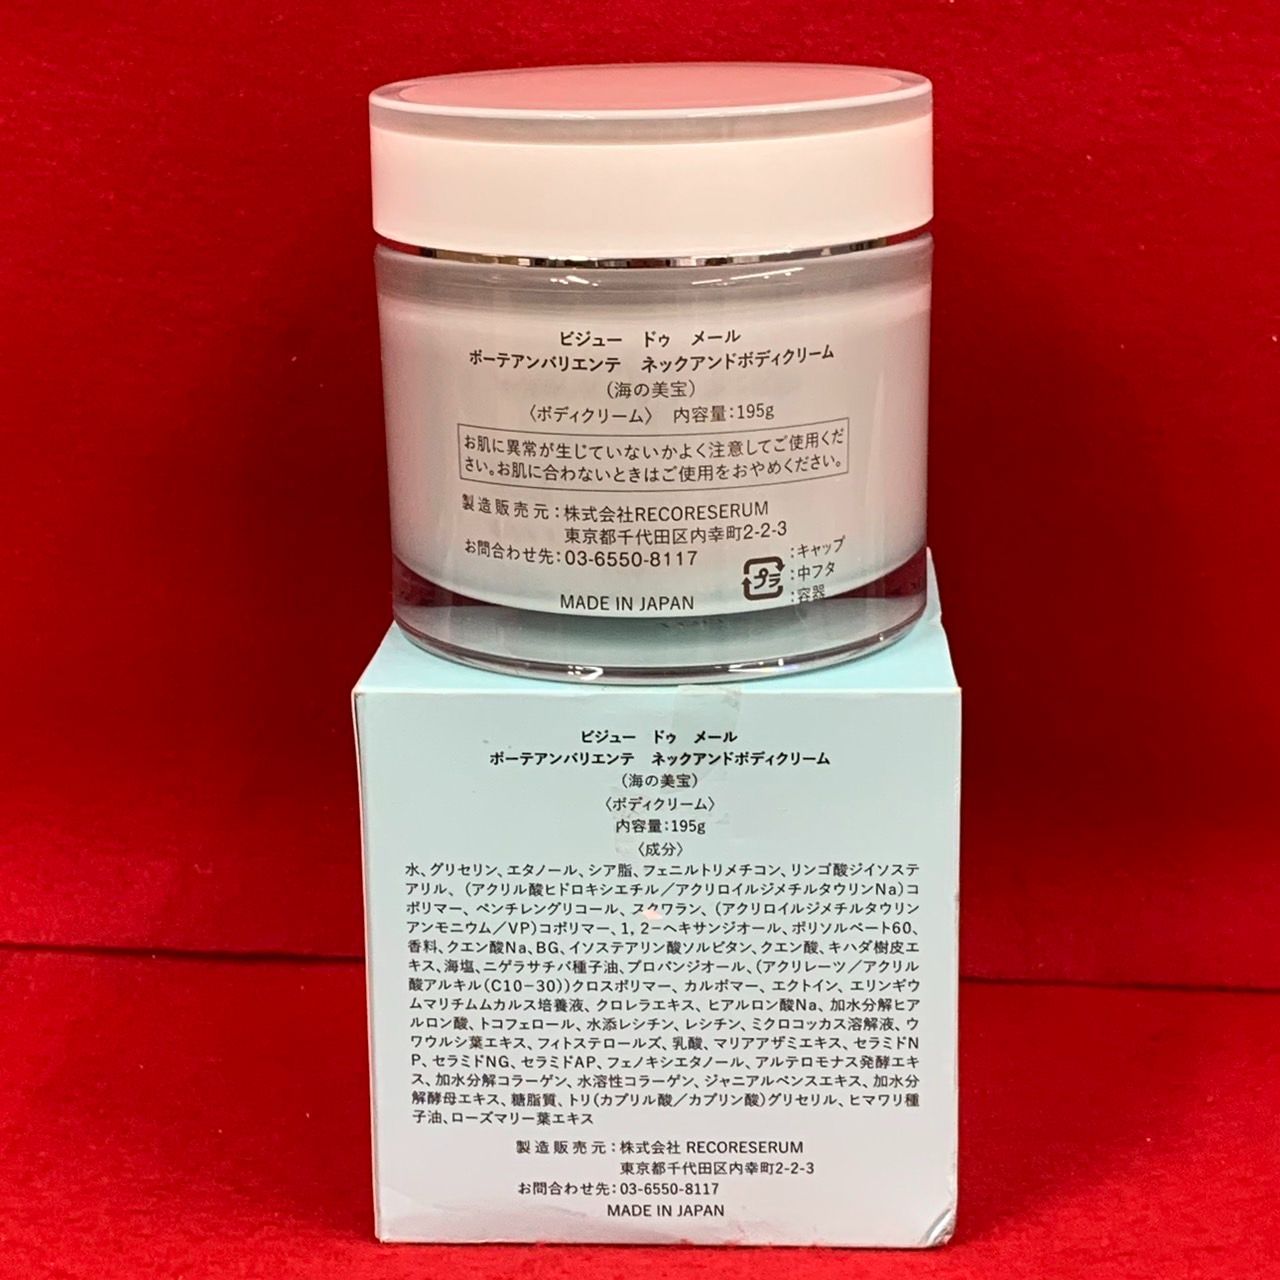 ビジュー ドゥ メール
ボーテアンバリエンテ ネックアンドボディクリーム
（海の美宝）
〈ボディクリーム〉 内容量：195g
お肌に異常が生じていないかよく注意してご使用くだ
さい。お肌に合わないときはご使用をおやめください。
製造販売元：株式会社RECORESERUM
東京都千代田区内幸町2-2-3
お問合わせ先：03-6550-8117
プラ
：キャップ
：中フタ
：容器
MADE IN JAPAN
ビジュー ドゥ メール
ボーテアンバリエンテ ネックアンドボディクリーム
（海の美宝）
〈ボディクリーム〉
内容量：195g
〈成分〉
水、グリセリン、エタノール、シア脂、フェニルトリメチコン、リンゴ酸ジイソステ
アリル、（アクリル酸ヒドロキシエチル／アクリロイルジメチルタウリンNa）コ
ポリマー、ペンチレングリコール、スクワラン、（アクリロイルジメチルタウリン
アンモニウム／VP）コポリマー、1，2－ヘキサンジオール、ポリソルベート60、
香料、クエン酸Na、BG、イソステアリン酸ソルビタン、クエン酸、キハダ樹皮エ
キス、海塩、ニゲラサチバ種子油、プロパンジオール、（アクリレーツ／アクリル
酸アルキル（C10－30））クロスポリマー、カルボマー、エクトイン、エリンギウ
ムマリチムムカルス培養液、クロレラエキス、ヒアルロン酸Na、加水分解ヒア
ルロン酸、トコフェロール、水添レシチン、レシチン、ミクロコッカス溶解液、ウ
ワウルシ葉エキス、フィトステロールズ、乳酸、マリアアザミエキス、セラミドN
P、セラミドNG、セラミドAP、フェノキシエタノール、アルテロモナス発酵エキ
ス、加水分解コラーゲン、水溶性コラーゲン、ジャニアルベンスエキス、加水分
解酵母エキス、糖脂質、トリ（カプリル酸／カプリン酸）グリセリル、ヒマワリ種
子油、ローズマリー葉エキス
製造販売元：株式会社 RECORESERUM
東京都千代田区内幸町2-2-3
お問合わせ先：03-6550-8117
MADE IN JAPAN